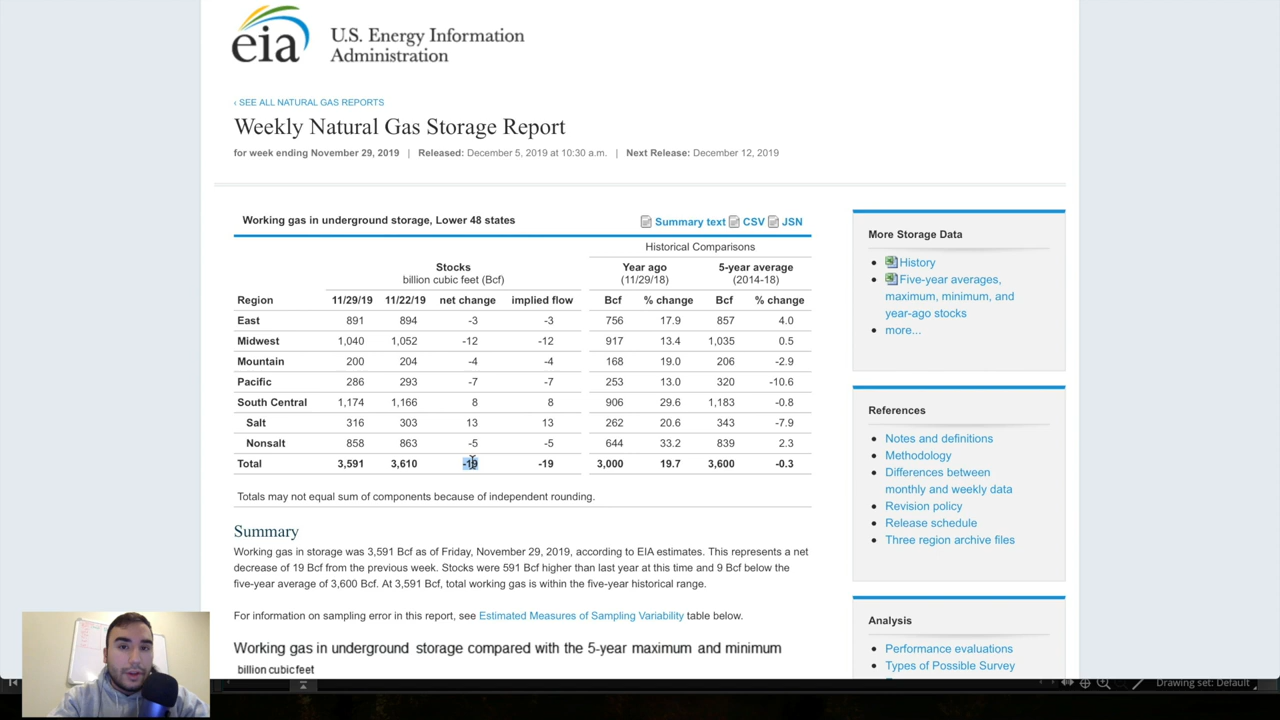 eia
U.S. Energy Information
Administration
‹ SEE ALL NATURAL GAS REPORTS
Weekly Natural Gas Storage Report
for week ending November 29, 2019 | Released: December 5, 2019 at 10:30 a.m. | Next Release: December 12, 2019
Working gas in underground storage, Lower 48 states
Summary text CSV JSN
Historical Comparisons
Stocks
billion cubic feet (Bcf)
Year ago
(11/29/18)
5-year average
(2014-18)
Region 11/29/19 11/22/19 net change implied flow Bcf % change Bcf % change
East 891 894 -3 -3 756 17.9 857 4.0
Midwest 1,040 1,052 -12 -12 917 13.4 1,035 0.5
Mountain 200 204 -4 -4 168 19.0 206 -2.9
Pacific 286 293 -7 -7 253 13.0 320 -10.6
South Central 1,174 1,166 8 8 906 29.6 1,183 -0.8
Salt 316 303 13 13 262 20.6 343 -7.9
Nonsalt 858 863 -5 -5 644 33.2 839 2.3
Total 3,591 3,610 -19 -19 3,000 19.7 3,600 -0.3
Totals may not equal sum of components because of independent rounding.
Summary
Working gas in storage was 3,591 Bcf as of Friday, November 29, 2019, according to EIA estimates. This represents a net
decrease of 19 Bcf from the previous week. Stocks were 591 Bcf higher than last year at this time and 9 Bcf below the
five-year average of 3,600 Bcf. At 3,591 Bcf, total working gas is within the five-year historical range.
For information on sampling error in this report, see Estimated Measures of Sampling Variability table below.
Working gas in underground storage compared with the 5-year maximum and minimum
billion cubic feet
More Storage Data
History
Five-year averages,
maximum, minimum, and
year-ago stocks
more...
References
Notes and definitions
Methodology
Differences between
monthly and weekly data
Revision policy
Release schedule
Three region archive files
Analysis
Performance evaluations
Types of Possible Survey
Drawing set: Default